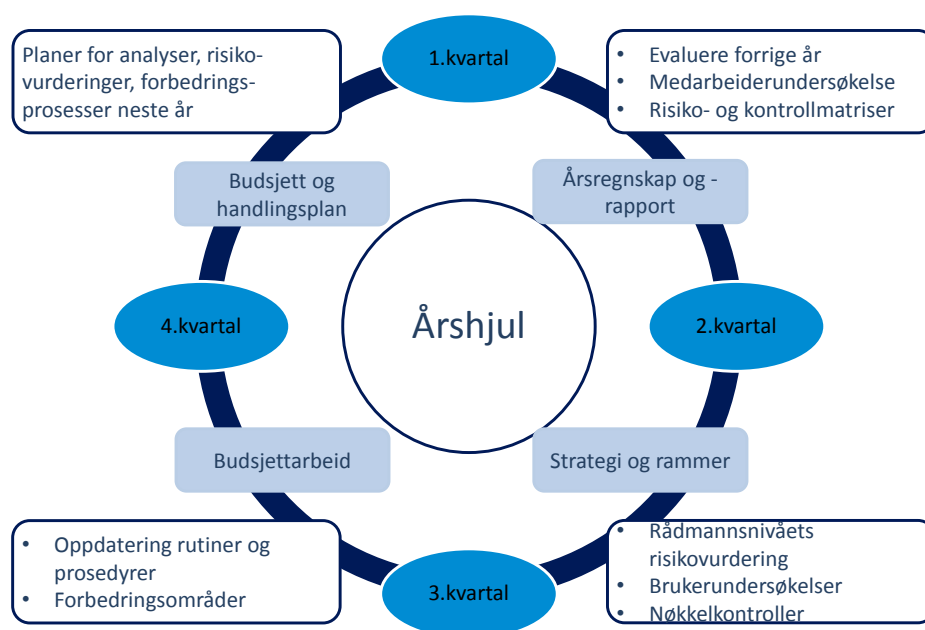 Planer for analyser, risiko-
vurderinger, forbedrings-
prosesser neste år
1.kvartal
• Evaluere forrige år
• Medarbeiderundersøkelse
• Risiko- og kontrollmatriser
Budsjett og
handlingsplan
Årsregnskap og -
rapport
4.kvartal
Årshjul
2.kvartal
Budsjettarbeid
Strategi og rammer
• Oppdatering rutiner og
prosedyrer
• Forbedringsområder
3.kvartal
• Rådmannsnivåets
risikovurdering
• Brukerundersøkelser
• Nøkkelkontroller